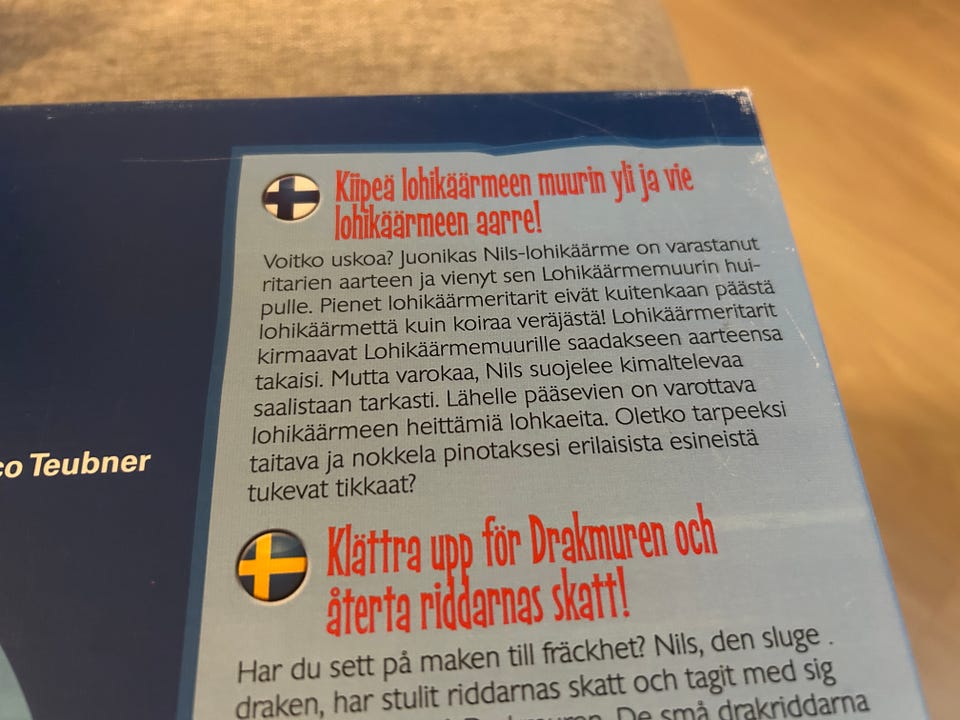 Kiipeä lohikäärmeen muurin yli ja vie
lohikäärmeen aarre!
Voitko uskoa? Juonikas Nils-lohikäärme on varastanut
ritarien aarteen ja vienyt sen Lohikäärmemuurin hui-
pulle. Pienet lohikäärmeritarit eivät kuitenkaan päästä
lohikäärmettä kuin koiraa veräjästä! Lohikäärmeritarit
kirmaavat Lohikäärmemuurille saadakseen aarteensa
takaisi. Mutta varokaa, Nils suojelee kimaltelevaa
saalistaan tarkasti. Lähelle pääsevien on varottava
lohikäärmeen heittämiä lohkaeita. Oletko tarpeeksi
taitava ja nokkela pinotaksesi erilaisista esineistä
tukevat tikkaat?
co Teubner
Klättra upp för Drakmuren och
återta riddarnas skatt!
Har du sett på maken till fräckhet? Nils, den sluge
draken, har stulit riddarnas skatt och tagit med sig
Drakmuren. De små drakriddarna